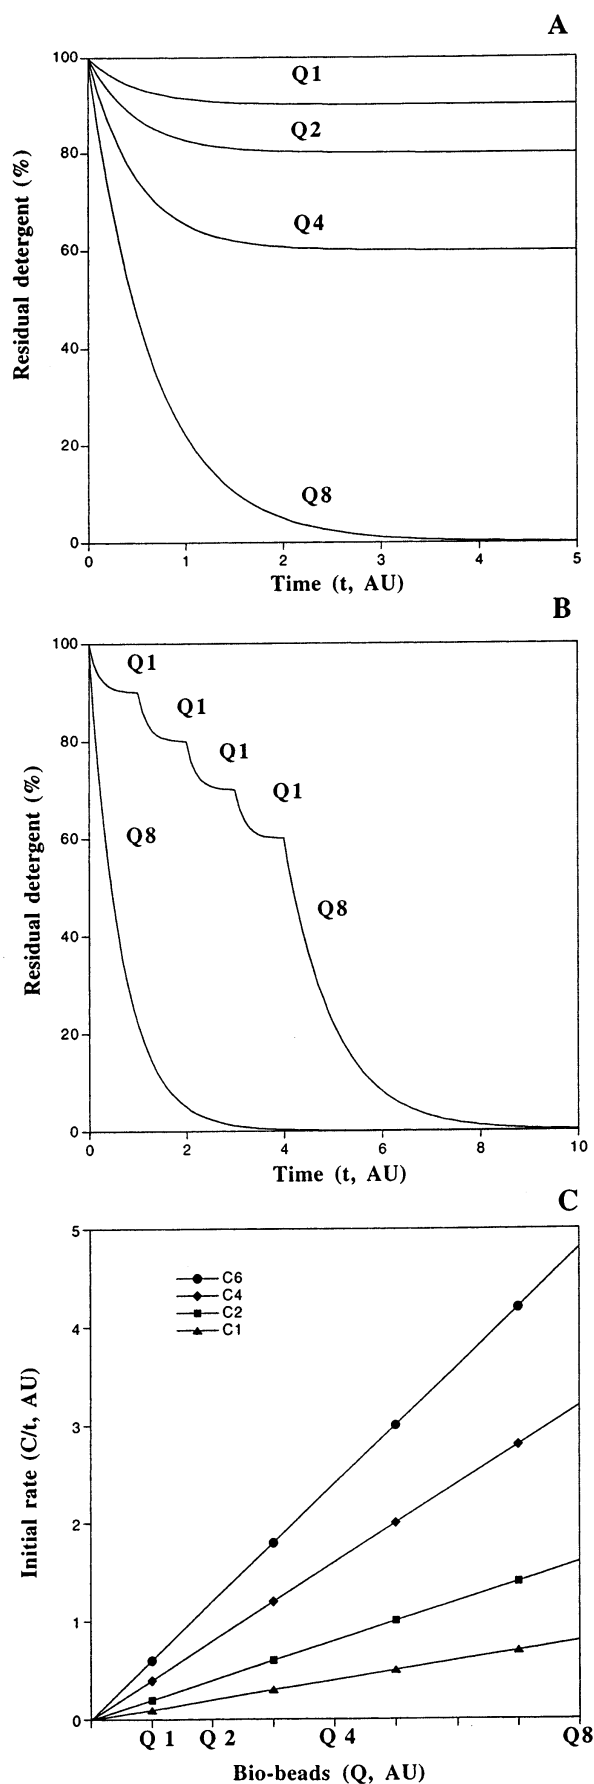 A
100
80
60
40
20
0
Residual detergent (%)
Q1
Q2
Q4
Q8
0 1 2 3 4 5
Time (t, AU)
B
100
80
60
40
20
0
Residual detergent (%)
Q1
Q1
Q1
Q1
Q8
Q8
0 2 4 6 8 10
Time (t, AU)
C
5
4
3
2
1
0
Initial rate (C/t, AU)
C6
C4
C2
C1
Q 1 Q 2 Q 4 Q8
Bio-beads (Q, AU)